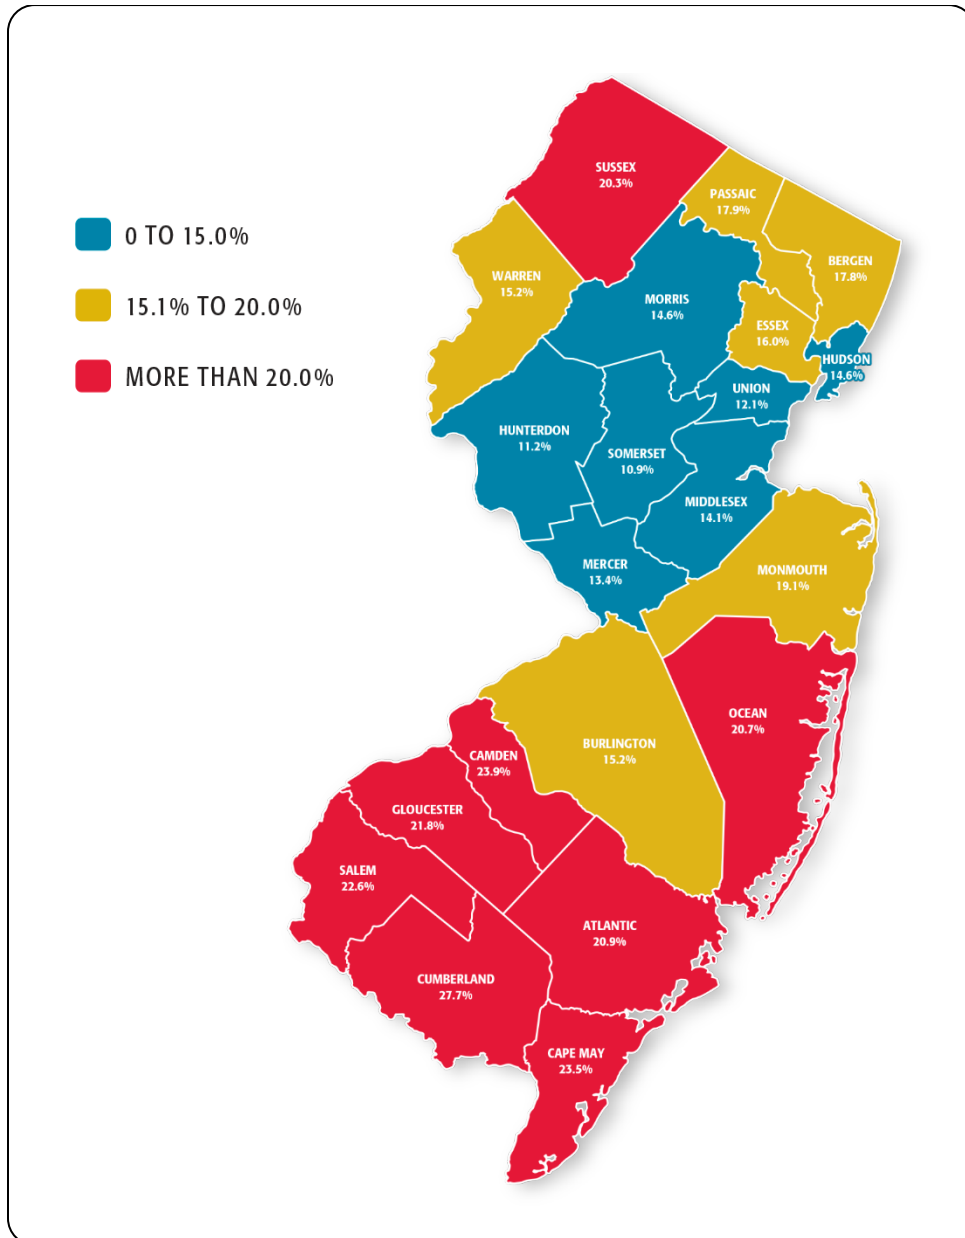 SUSSEX
20.3%
PASSAIC
17.9%
0 TO 15.0%
BERGEN
17.8%
WARREN
15.2%
15.1% TO 20.0%
MORRIS
14.6%
ESSEX
16.0%
HUDSON
14.6%
MORE THAN 20.0%
UNION
12.1%
HUNTERDON
11.2%
SOMERSET
10.9%
MIDDLESEX
14.1%
MERCER
13.4%
MONMOUTH
19.1%
OCEAN
20.7%
BURLINGTON
15.2%
CAMDEN
23.9%
GLOUCESTER
21.8%
SALEM
22.6%
ATLANTIC
20.9%
CUMBERLAND
27.7%
CAPE MAY
23.5%